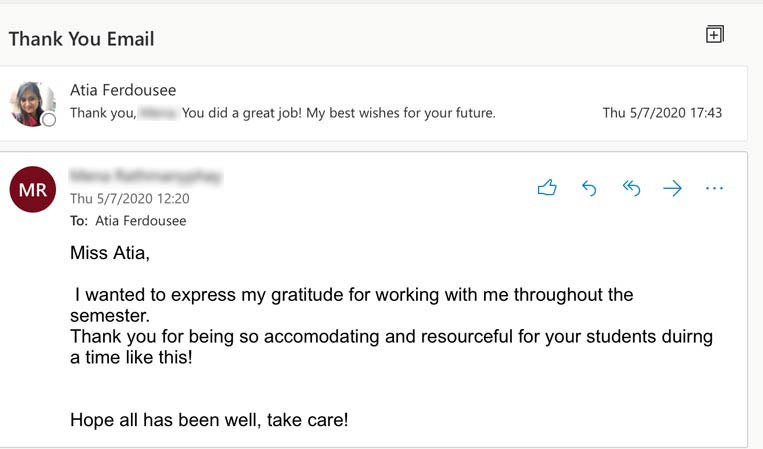 Thank You Email
Atia Ferdousee
Thank you, You did a great job! My best wishes for your future.
Thu 5/7/2020 17:43
MR
Thu 5/7/2020 12:20
To: Atia Ferdousee
Miss Atia,
I wanted to express my gratitude for working with me throughout the
semester.
Thank you for being so accomodating and resourceful for your students duirng
a time like this!
Hope all has been well, take care!